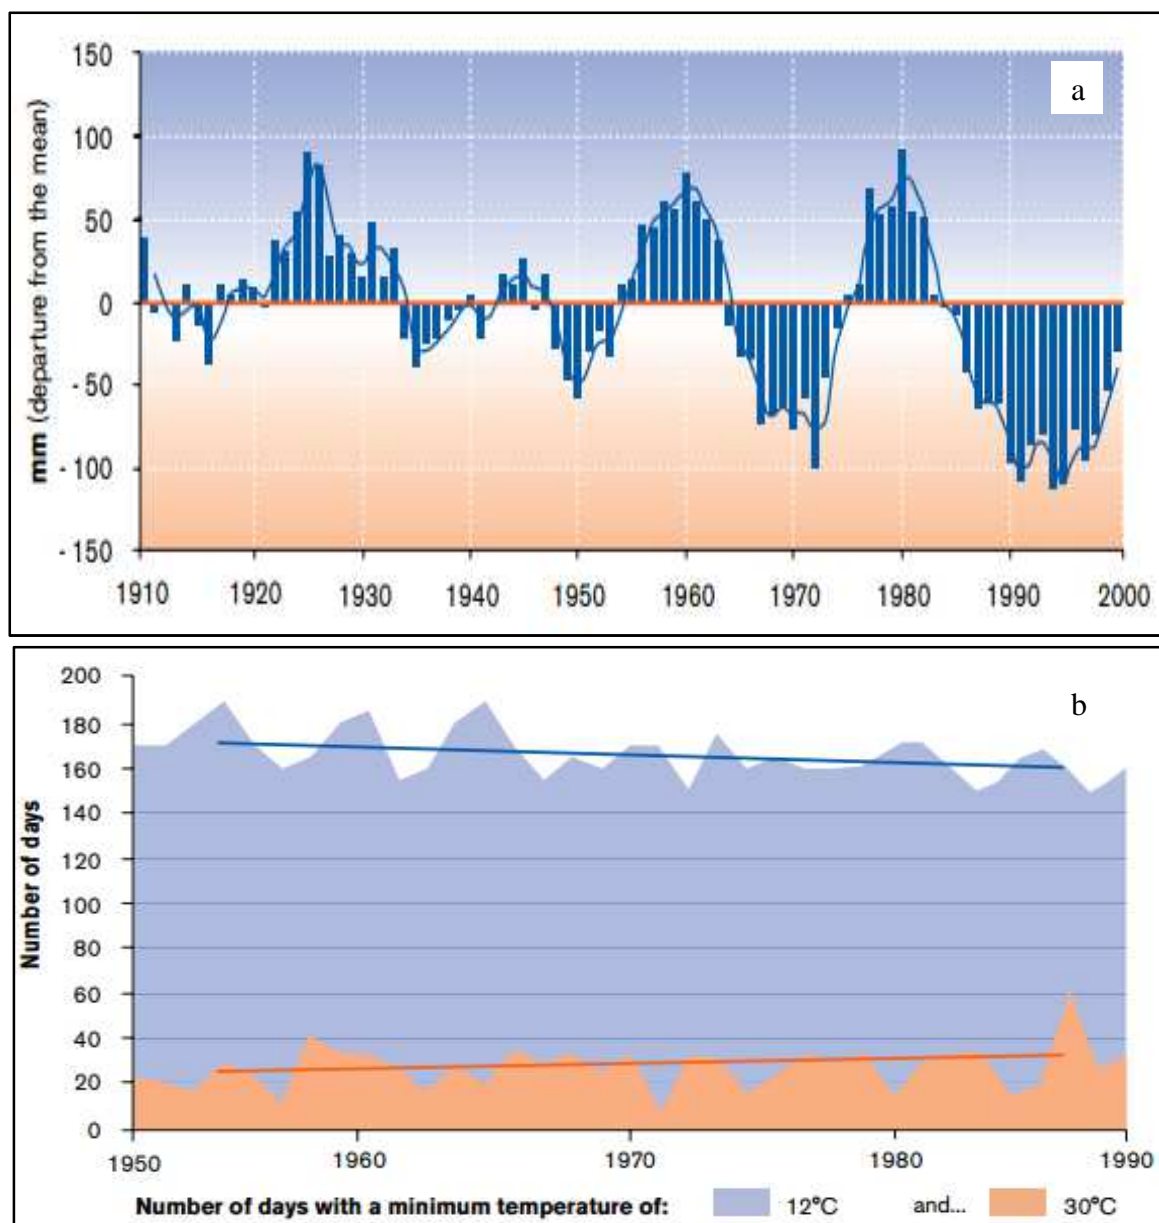 150
a
100
50
0
- 50
- 100
- 150
mm (departure from the mean)
1910 1920 1930 1940 1950 1960 1970 1980 1990 2000
200
b
180
160
140
120
100
80
60
40
20
0
Number of days
1950 1960 1970 1980 1990
Number of days with a minimum temperature of: 12°C and... 30°C